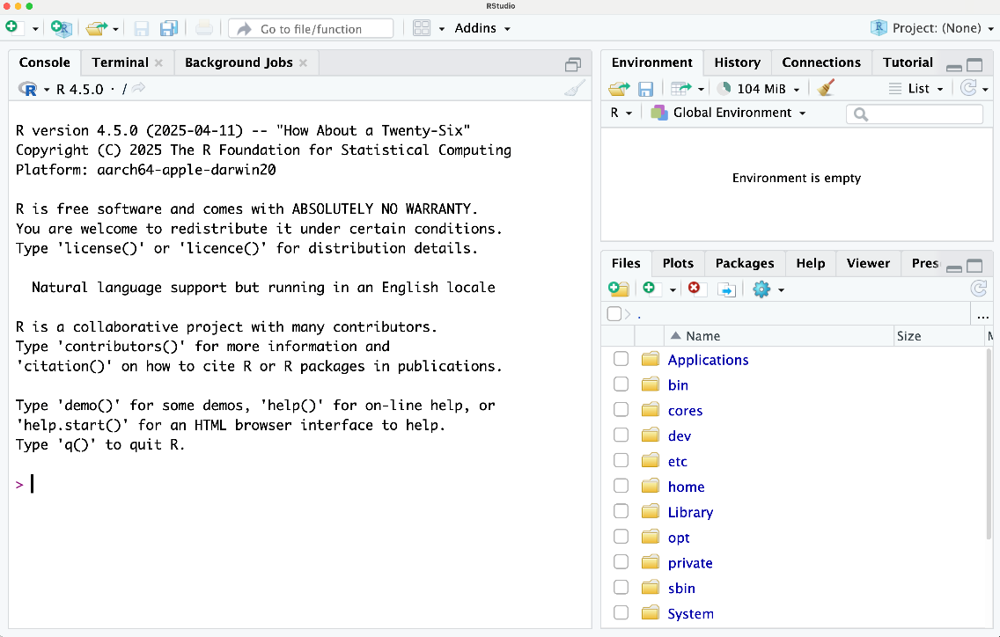 RStudio
Go to file/function
Addins
R Project: (None)
Console Terminal Background Jobs
R R 4.5.0 · /
R version 4.5.0 (2025-04-11) -- "How About a Twenty-Six"
Copyright (C) 2025 The R Foundation for Statistical Computing
Platform: aarch64-apple-darwin20
R is free software and comes with ABSOLUTELY NO WARRANTY.
You are welcome to redistribute it under certain conditions.
Type 'license()' or 'licence()' for distribution details.
Natural language support but running in an English locale
R is a collaborative project with many contributors.
Type 'contributors()' for more information and
'citation()' on how to cite R or R packages in publications.
Type 'demo()' for some demos, 'help()' for on-line help, or
'help.start()' for an HTML browser interface to help.
Type 'q()' to quit R.
>
Environment History Connections Tutorial
104 MiB List
R Global Environment
Environment is empty
Files Plots Packages Help Viewer Pres
. ...
Name Size M
Applications
bin
cores
dev
etc
home
Library
opt
private
sbin
System